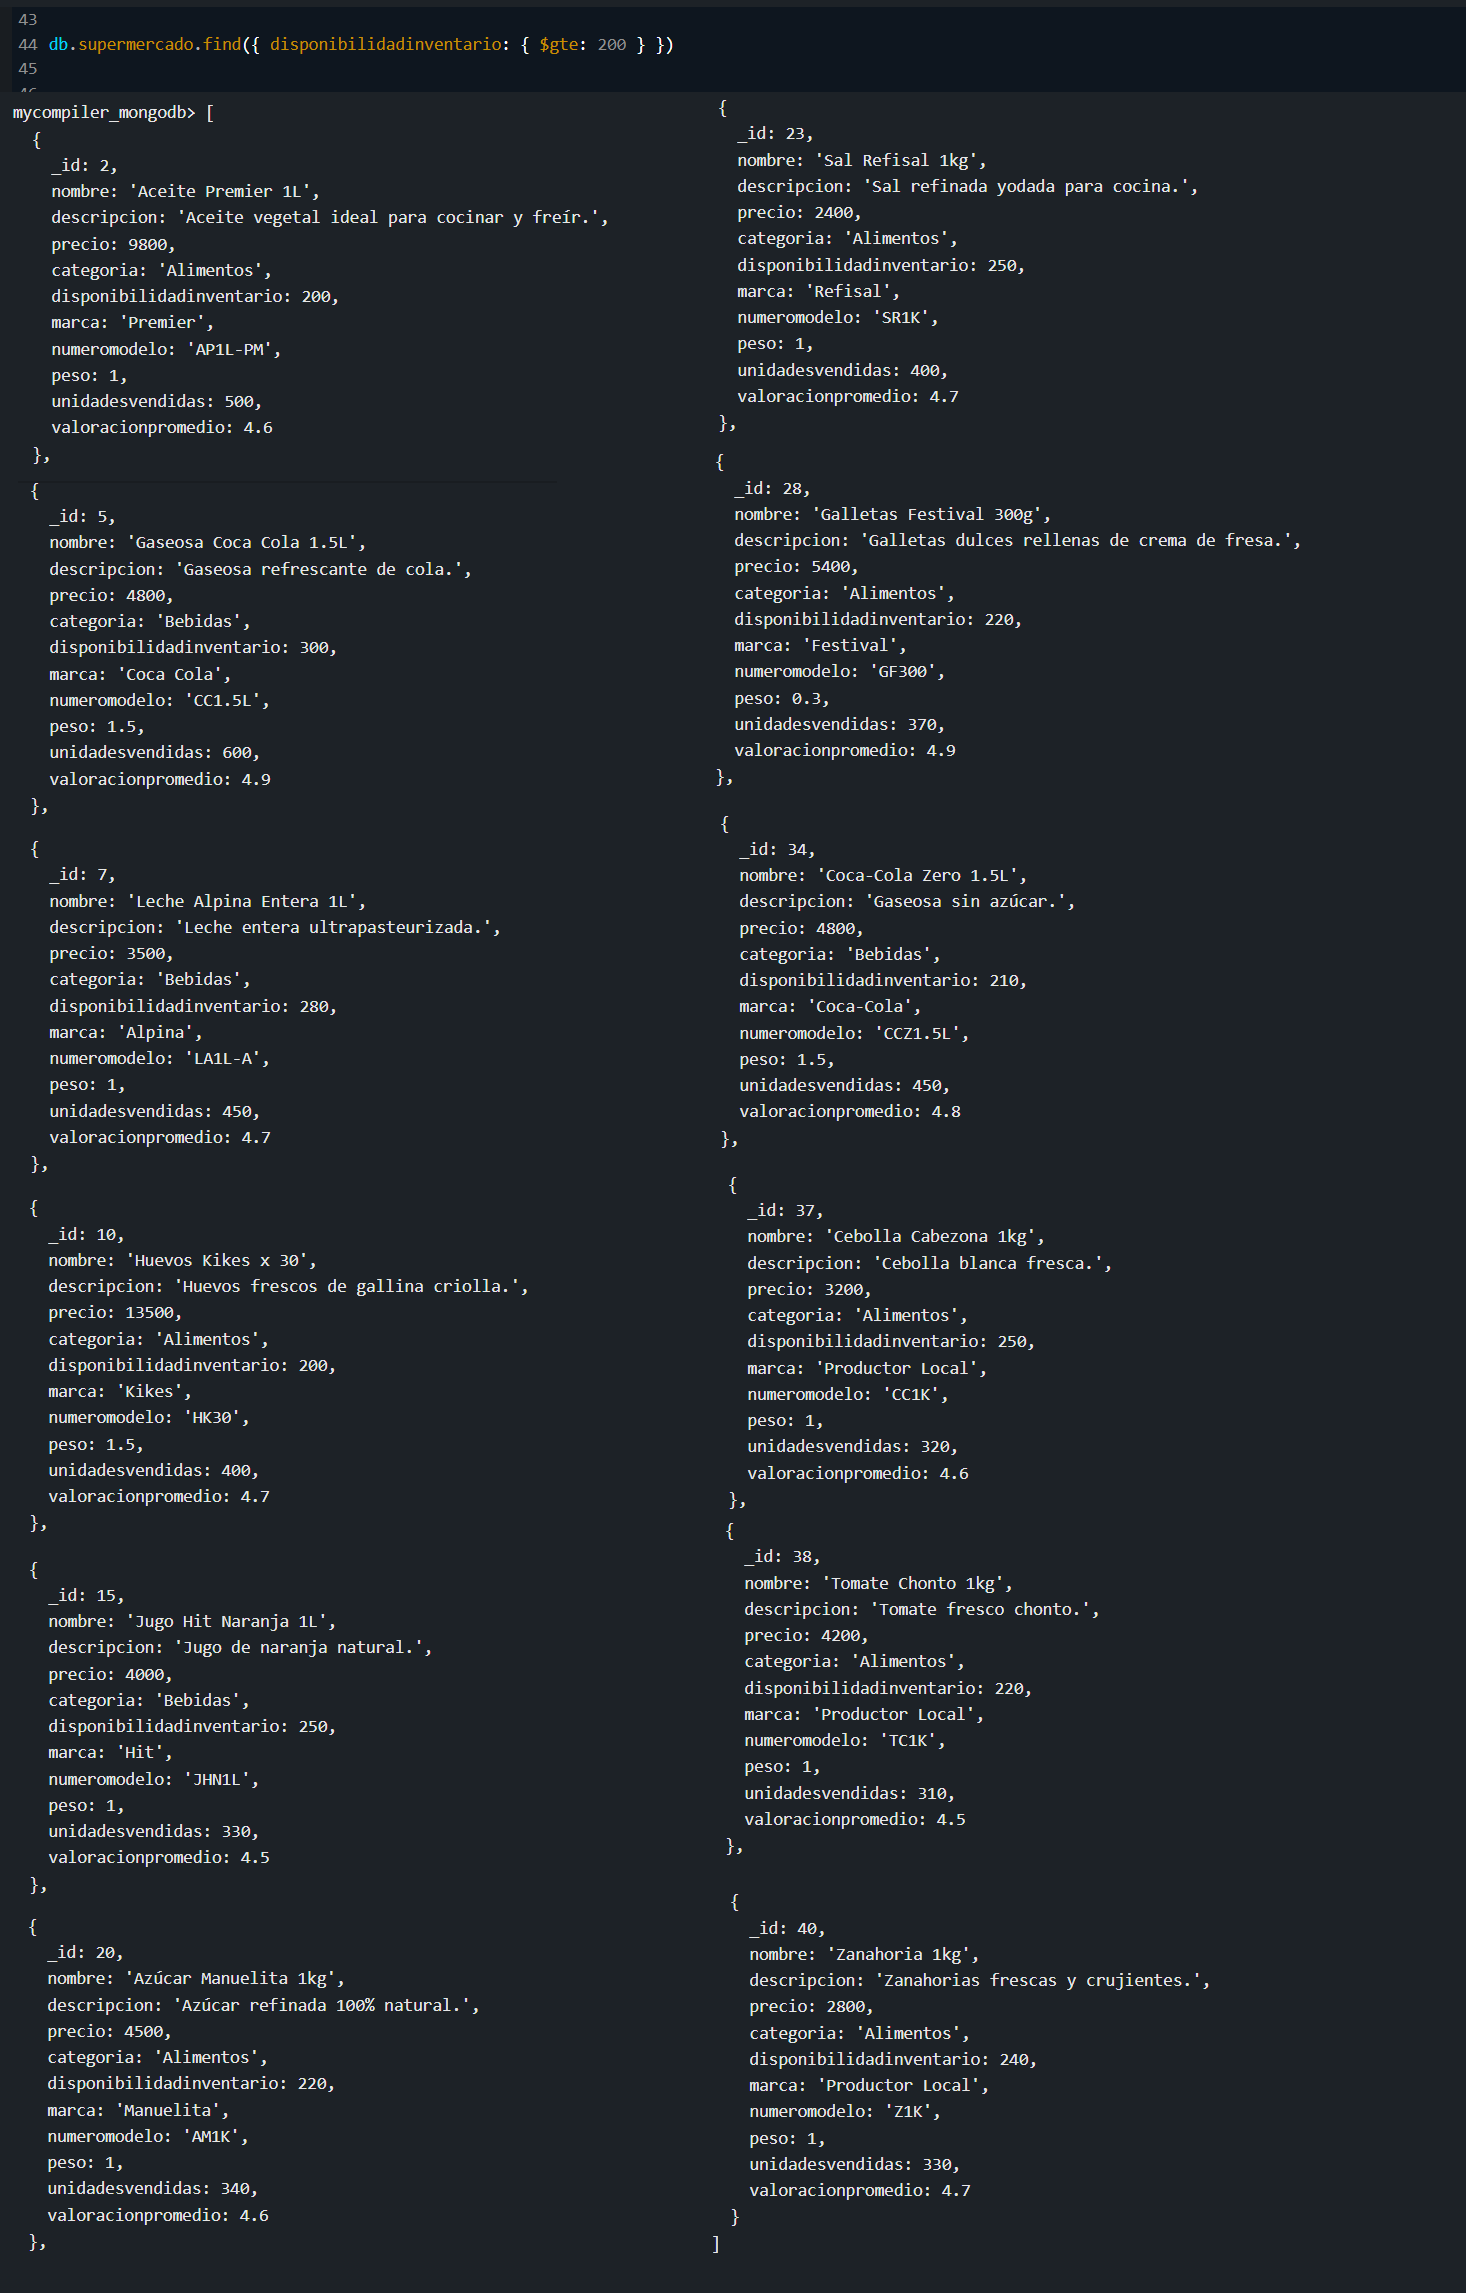 43
44 db.supermercado.find({ disponibilidadinventario: { $gte: 200 } })
45
mycompiler_mongodb> [
{
_id: 2,
nombre: 'Aceite Premier 1L',
descripcion: 'Aceite vegetal ideal para cocinar y freír.',
precio: 9800,
categoria: 'Alimentos',
disponibilidadinventario: 200,
marca: 'Premier',
numeromodelo: 'AP1L-PM',
peso: 1,
unidadesvendidas: 500,
valoracionpromedio: 4.6
},
{
_id: 5,
nombre: 'Gaseosa Coca Cola 1.5L',
descripcion: 'Gaseosa refrescante de cola.',
precio: 4800,
categoria: 'Bebidas',
disponibilidadinventario: 300,
marca: 'Coca Cola',
numeromodelo: 'CC1.5L',
peso: 1.5,
unidadesvendidas: 600,
valoracionpromedio: 4.9
},
{
_id: 7,
nombre: 'Leche Alpina Entera 1L',
descripcion: 'Leche entera ultrapasteurizada.',
precio: 3500,
categoria: 'Bebidas',
disponibilidadinventario: 280,
marca: 'Alpina',
numeromodelo: 'LA1L-A',
peso: 1,
unidadesvendidas: 450,
valoracionpromedio: 4.7
},
{
_id: 10,
nombre: 'Huevos Kikes x 30',
descripcion: 'Huevos frescos de gallina criolla.',
precio: 13500,
categoria: 'Alimentos',
disponibilidadinventario: 200,
marca: 'Kikes',
numeromodelo: 'HK30',
peso: 1.5,
unidadesvendidas: 400,
valoracionpromedio: 4.7
},
{
_id: 15,
nombre: 'Jugo Hit Naranja 1L',
descripcion: 'Jugo de naranja natural.',
precio: 4000,
categoria: 'Bebidas',
disponibilidadinventario: 250,
marca: 'Hit',
numeromodelo: 'JHN1L',
peso: 1,
unidadesvendidas: 330,
valoracionpromedio: 4.5
},
{
_id: 20,
nombre: 'Azúcar Manuelita 1kg',
descripcion: 'Azúcar refinada 100% natural.',
precio: 4500,
categoria: 'Alimentos',
disponibilidadinventario: 220,
marca: 'Manuelita',
numeromodelo: 'AM1K',
peso: 1,
unidadesvendidas: 340,
valoracionpromedio: 4.6
},
{
_id: 23,
nombre: 'Sal Refisal 1kg',
descripcion: 'Sal refinada yodada para cocina.',
precio: 2400,
categoria: 'Alimentos',
disponibilidadinventario: 250,
marca: 'Refisal',
numeromodelo: 'SR1K',
peso: 1,
unidadesvendidas: 400,
valoracionpromedio: 4.7
},
{
_id: 28,
nombre: 'Galletas Festival 300g',
descripcion: 'Galletas dulces rellenas de crema de fresa.',
precio: 5400,
categoria: 'Alimentos',
disponibilidadinventario: 220,
marca: 'Festival',
numeromodelo: 'GF300',
peso: 0.3,
unidadesvendidas: 370,
valoracionpromedio: 4.9
},
{
_id: 34,
nombre: 'Coca-Cola Zero 1.5L',
descripcion: 'Gaseosa sin azúcar.',
precio: 4800,
categoria: 'Bebidas',
disponibilidadinventario: 210,
marca: 'Coca-Cola',
numeromodelo: 'CCZ1.5L',
peso: 1.5,
unidadesvendidas: 450,
valoracionpromedio: 4.8
},
{
_id: 37,
nombre: 'Cebolla Cabezona 1kg',
descripcion: 'Cebolla blanca fresca.',
precio: 3200,
categoria: 'Alimentos',
disponibilidadinventario: 250,
marca: 'Productor Local',
numeromodelo: 'CC1K',
peso: 1,
unidadesvendidas: 320,
valoracionpromedio: 4.6
},
{
_id: 38,
nombre: 'Tomate Chonto 1kg',
descripcion: 'Tomate fresco chonto.',
precio: 4200,
categoria: 'Alimentos',
disponibilidadinventario: 220,
marca: 'Productor Local',
numeromodelo: 'TC1K',
peso: 1,
unidadesvendidas: 310,
valoracionpromedio: 4.5
},
{
_id: 40,
nombre: 'Zanahoria 1kg',
descripcion: 'Zanahorias frescas y crujientes.',
precio: 2800,
categoria: 'Alimentos',
disponibilidadinventario: 240,
marca: 'Productor Local',
numeromodelo: 'Z1K',
peso: 1,
unidadesvendidas: 330,
valoracionpromedio: 4.7
}
]